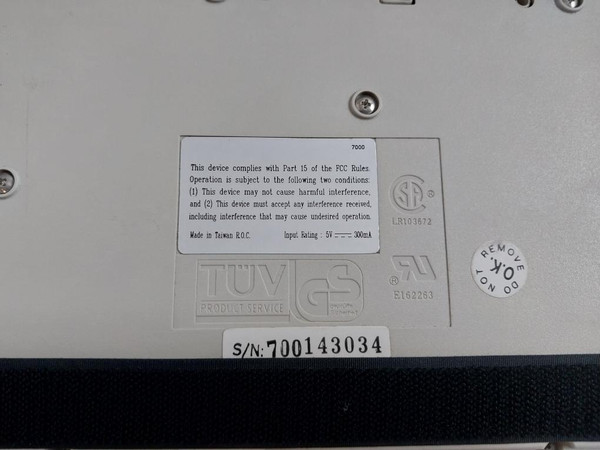 7000
This device complies with Part 15 of the FCC Rules.
Operation is subject to the following two conditions:
(1) This device may not cause harmful interference,
and (2) This device must accept any interference received,
including interference that may cause undesired operation.
Made in Taiwan R.O.C. Input Rating : 5V 300mA
SA ®
LR103672
TÜV
PRODUCT SERVICE
GS
®
E162263
DO NOT REMOVE
O.K.
S/N: 700143034